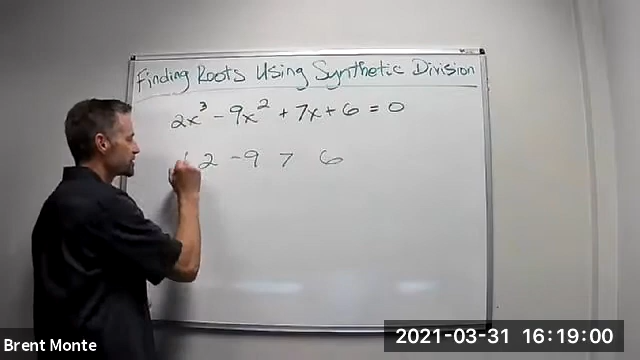 Finding Roots Using Synthetic Division
2x³ - 9x² + 7x + 6 = 0
2 -9 7 6
Brent Monte
2021-03-31 16:19:00